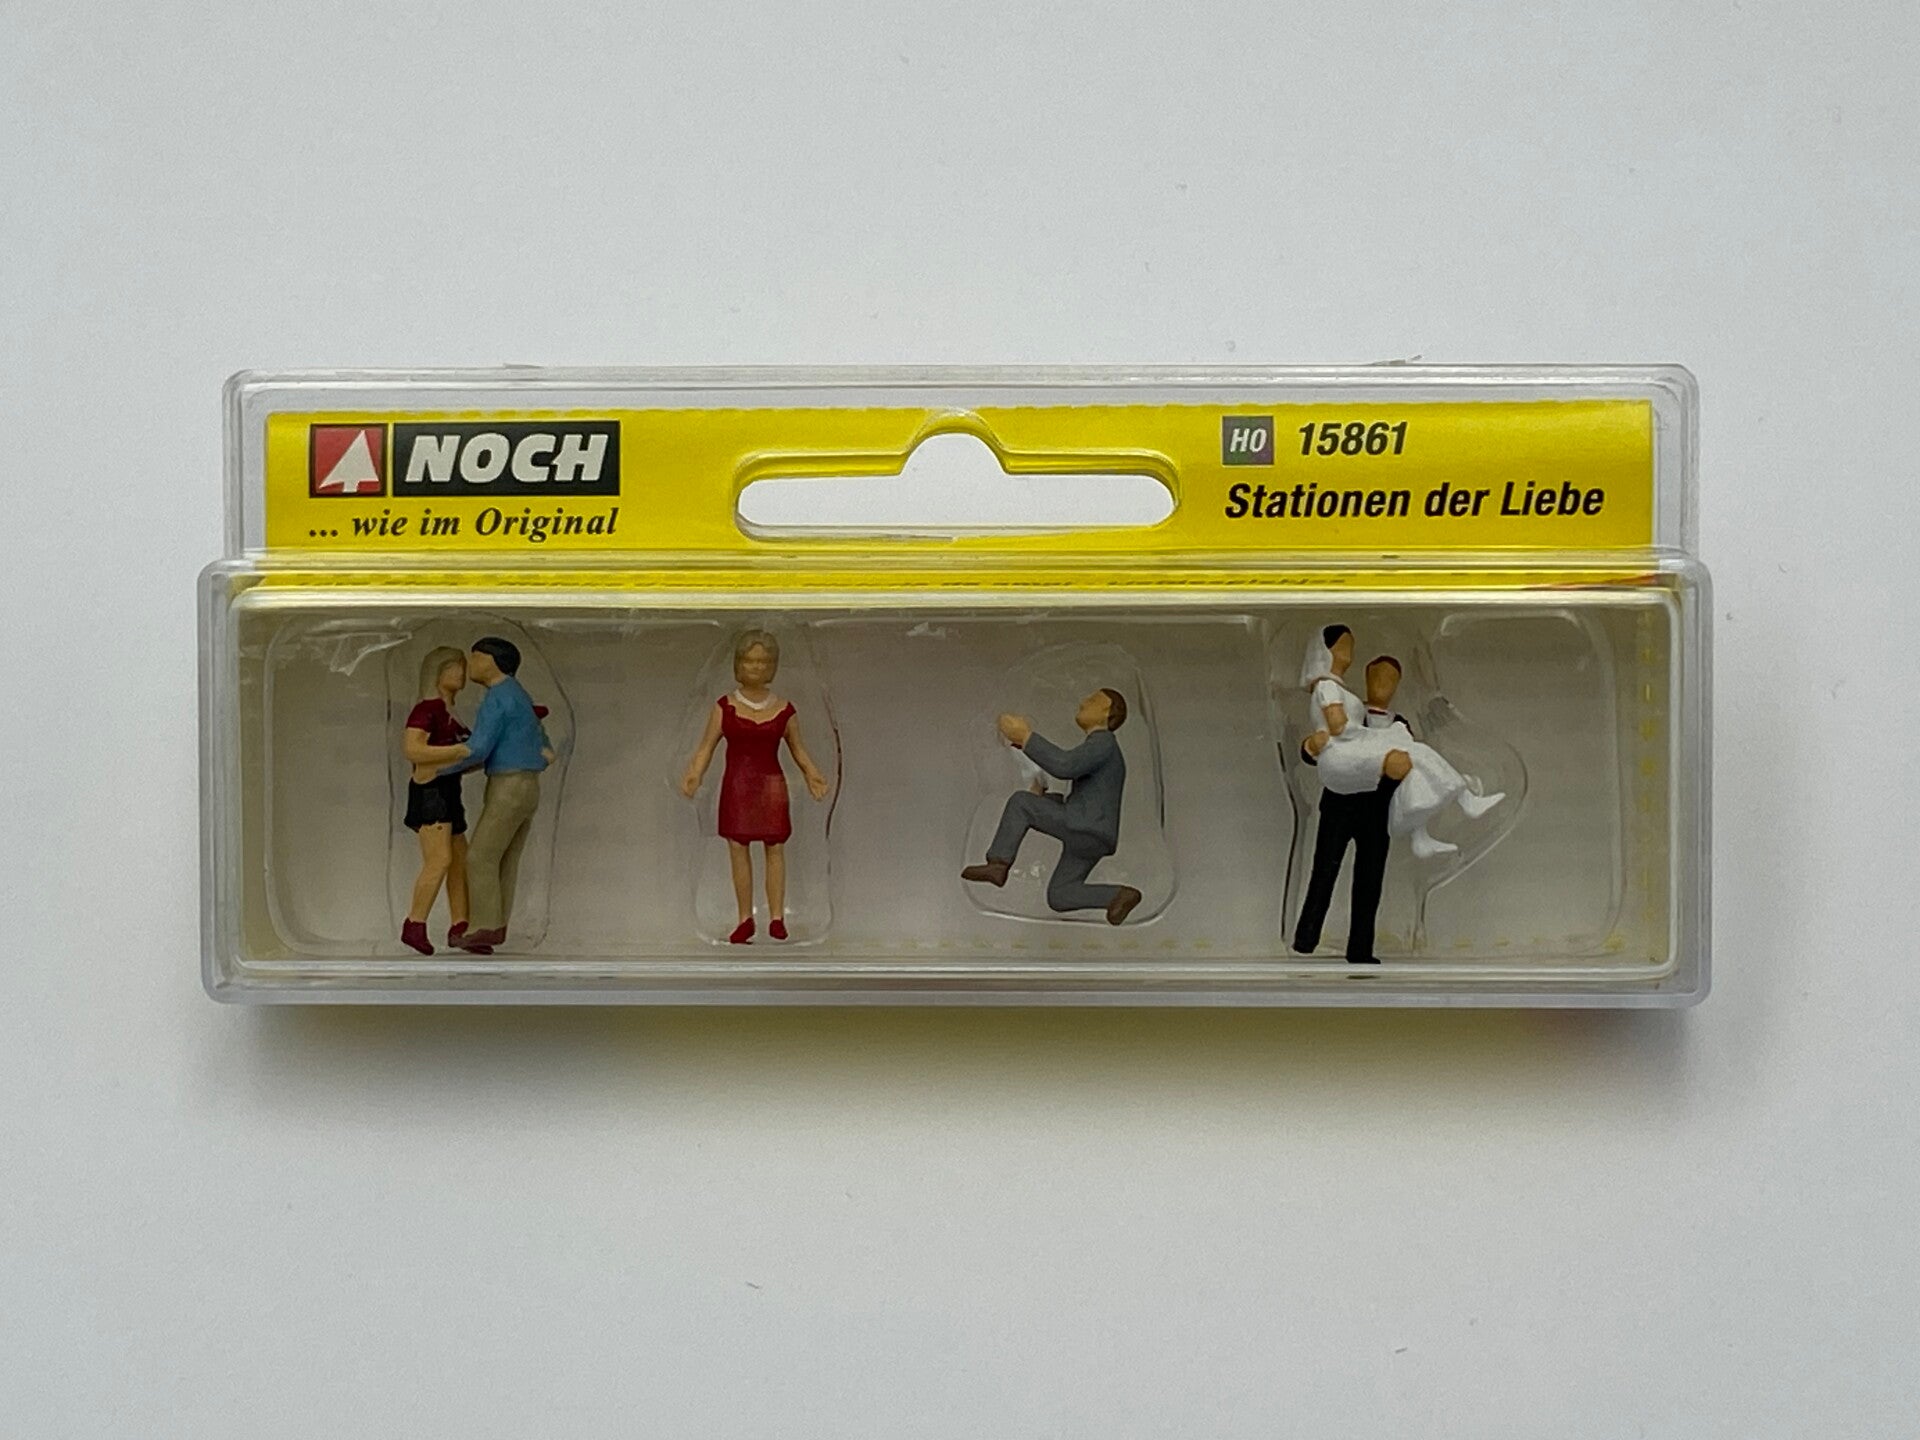 NOCH
... wie im Original
H0 15861
Stationen der Liebe